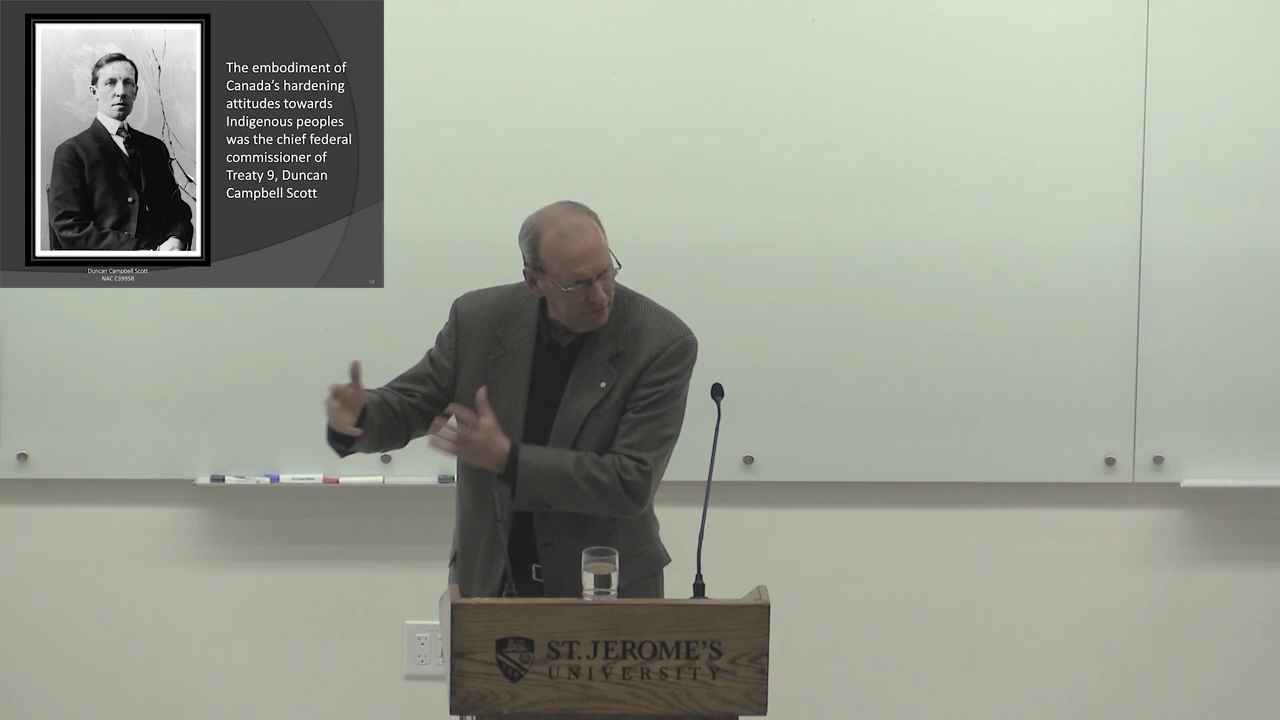 The embodiment of
Canada's hardening
attitudes towards
Indigenous peoples
was the chief federal
commissioner of
Treaty 9, Duncan
Campbell Scott
Duncan Campbell Scott
NAC C39958
ST. JEROME'S
UNIVERSITY